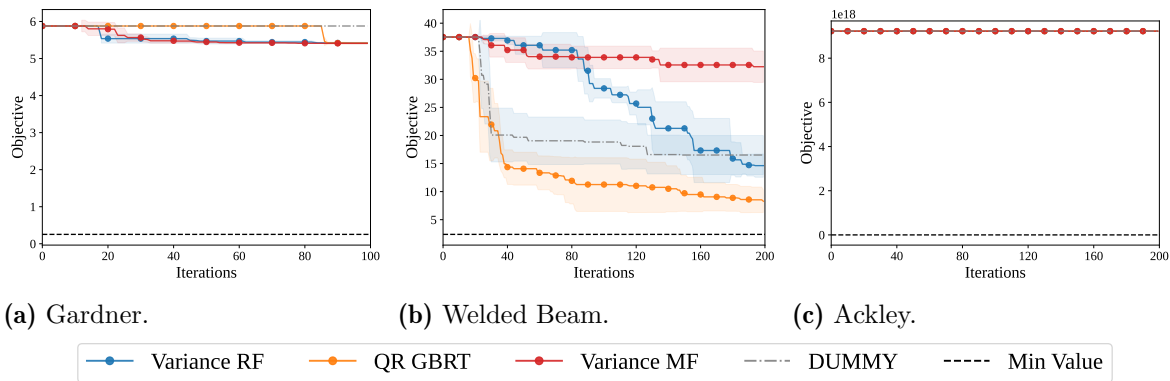 6
5
4
3
2
1
0
Objective
0 20 40 60 80 100
Iterations
40
35
30
25
20
15
10
5
Objective
0 40 80 120 160 200
Iterations
1e18
8
6
4
2
0
Objective
0 40 80 120 160 200
Iterations
(a) Gardner.
(b) Welded Beam.
(c) Ackley.
Variance RF QR GBRT Variance MF DUMMY Min Value